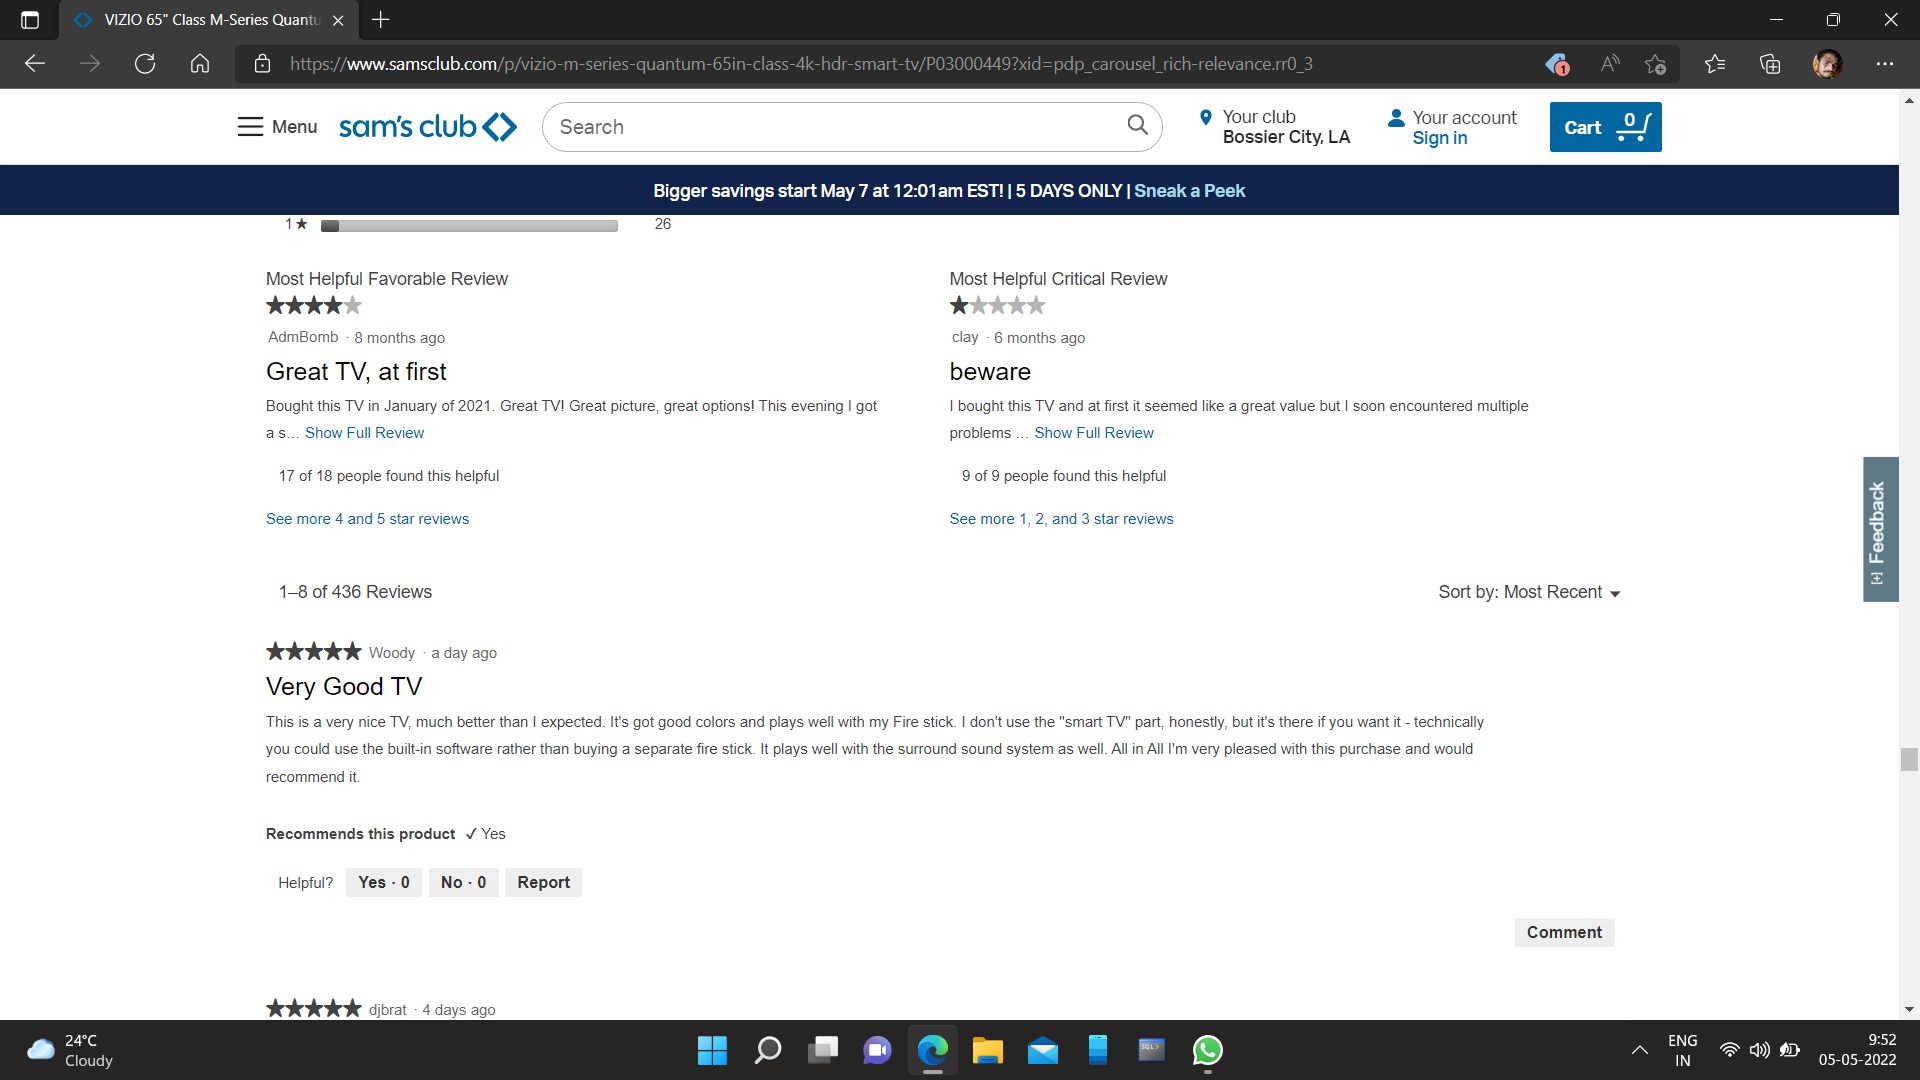 VIZIO 65" Class M-Series Quantu
https://www.samsclub.com/p/vizio-m-series-quantum-65in-class-4k-hdr-smart-tv/P03000449?xid=pdp_carousel_rich-relevance.rr0_3
1
Menu
sam's club
Search
Your club
Bossier City, LA
Your account
Sign in
Cart
0
Bigger savings start May 7 at 12:01am EST! | 5 DAYS ONLY | Sneak a Peek
1★ 26
Most Helpful Favorable Review
AdmBomb · 8 months ago
Great TV, at first
Bought this TV in January of 2021. Great TV! Great picture, great options! This evening I got
a s… Show Full Review
17 of 18 people found this helpful
See more 4 and 5 star reviews
Most Helpful Critical Review
clay · 6 months ago
beware
I bought this TV and at first it seemed like a great value but I soon encountered multiple
problems … Show Full Review
9 of 9 people found this helpful
See more 1, 2, and 3 star reviews
[+] Feedback
1–8 of 436 Reviews
Sort by: Most Recent
Woody · a day ago
Very Good TV
This is a very nice TV, much better than I expected. It's got good colors and plays well with my Fire stick. I don't use the "smart TV" part, honestly, but it's there if you want it - technically
you could use the built-in software rather than buying a separate fire stick. It plays well with the surround sound system as well. All in All I'm very pleased with this purchase and would
recommend it.
Recommends this product ✓ Yes
Helpful? Yes · 0 No · 0 Report
Comment
djbrat · 4 days ago
24°C
Cloudy
SQL>
ENG
IN
9:52
05-05-2022